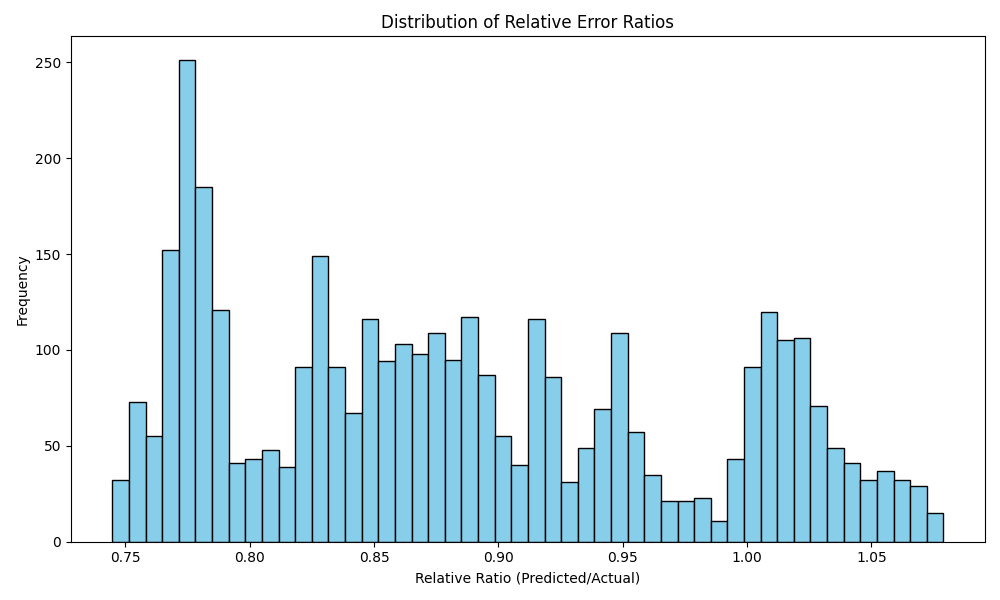 Distribution of Relative Error Ratios
250
200
150
100
50
0
Frequency
0.75 0.80 0.85 0.90 0.95 1.00 1.05
Relative Ratio (Predicted/Actual)